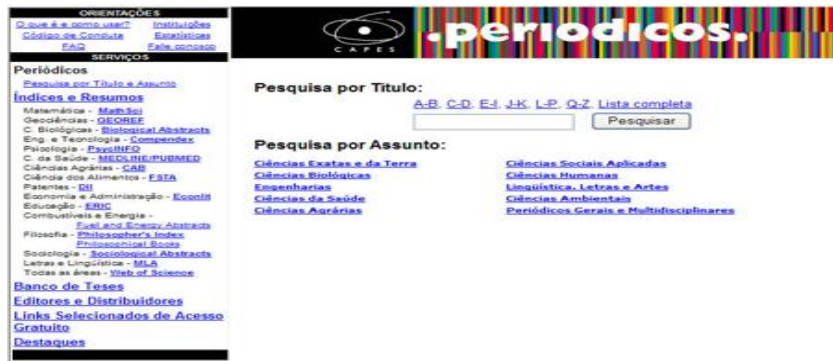 ORIENTAÇÕES
O que é e como usar? Instituições
Código de Conduta Estatísticas
FAQ Fale conosco
SERVIÇOS
Periódicos
Pesquisa por Título e Assunto
Índices e Resumos
Matemática - MathSci
Geociências - GEOREF
C. Biológicas - Biological Abstracts
Eng. e Tecnologia - Compendex
Psicologia - PsycINFO
C. da Saúde - MEDLINE/PUBMED
Ciências Agrárias - CAB
Ciência dos Alimentos - FSTA
Patentes - DII
Economia e Administração - Econlit
Educação - ERIC
Combustíveis e Energia -
Fuel and Energy Abstracts
Filosofia - Philosopher's Index
Philosophical Books
Sociologia - Sociological Abstracts
Letras e Lingüística - MLA
Todas as áreas - Web of Science
Banco de Teses
Editores e Distribuidores
Links Selecionados de Acesso
Gratuito
Destaques
CAPES
.periodicos.
Pesquisa por Titulo:
A-B, C-D, E-I, J-K, L-P, Q-Z, Lista completa
Pesquisar
Pesquisa por Assunto:
Ciências Exatas e da Terra Ciências Sociais Aplicadas
Ciências Biológicas Ciências Humanas
Engenharias Lingüística, Letras e Artes
Ciências da Saúde Ciências Ambientais
Ciências Agrárias Periódicos Gerais e Multidisciplinares